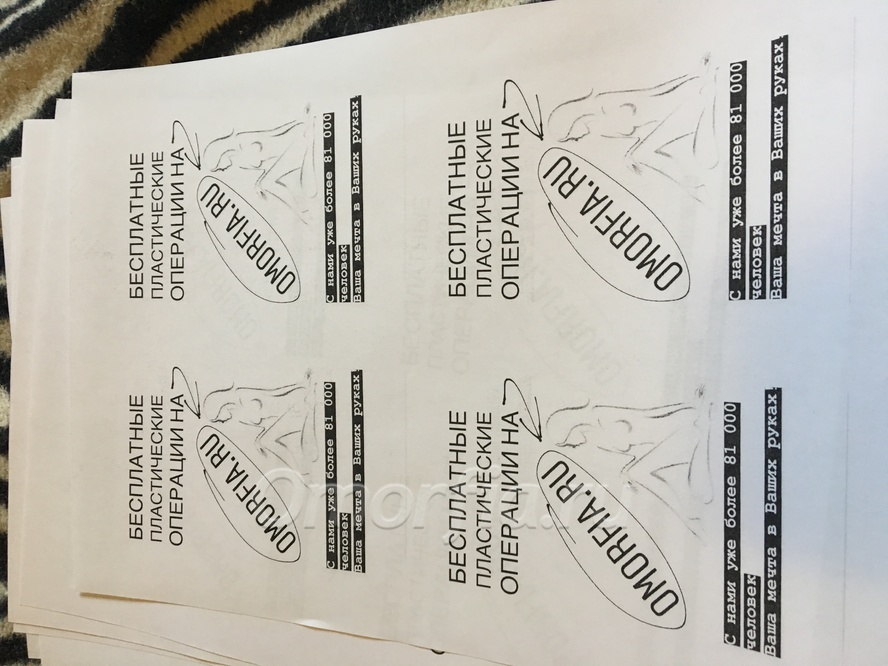 БЕСПЛАТНЫЕ
ПЛАСТИЧЕСКИЕ
ОПЕРАЦИИ НА
OMORFIA.RU
С нами уже более 81 000
человек
Ваша мечта в Ваших руках.
БЕСПЛАТНЫЕ
ПЛАСТИЧЕСКИЕ
ОПЕРАЦИИ НА
OMORFIA.RU
С нами уже более 81 000
человек
Ваша мечта в Ваших руках.
БЕСПЛАТНЫЕ
ПЛАСТИЧЕСКИЕ
ОПЕРАЦИИ НА
OMORFIA.RU
С нами уже более 81 000
человек
Ваша мечта в Ваших руках.
БЕСПЛАТНЫЕ
ПЛАСТИЧЕСКИЕ
ОПЕРАЦИИ НА
OMORFIA.RU
С нами уже более 81 000
человек
Ваша мечта в Ваших руках.
Omorfia.ru